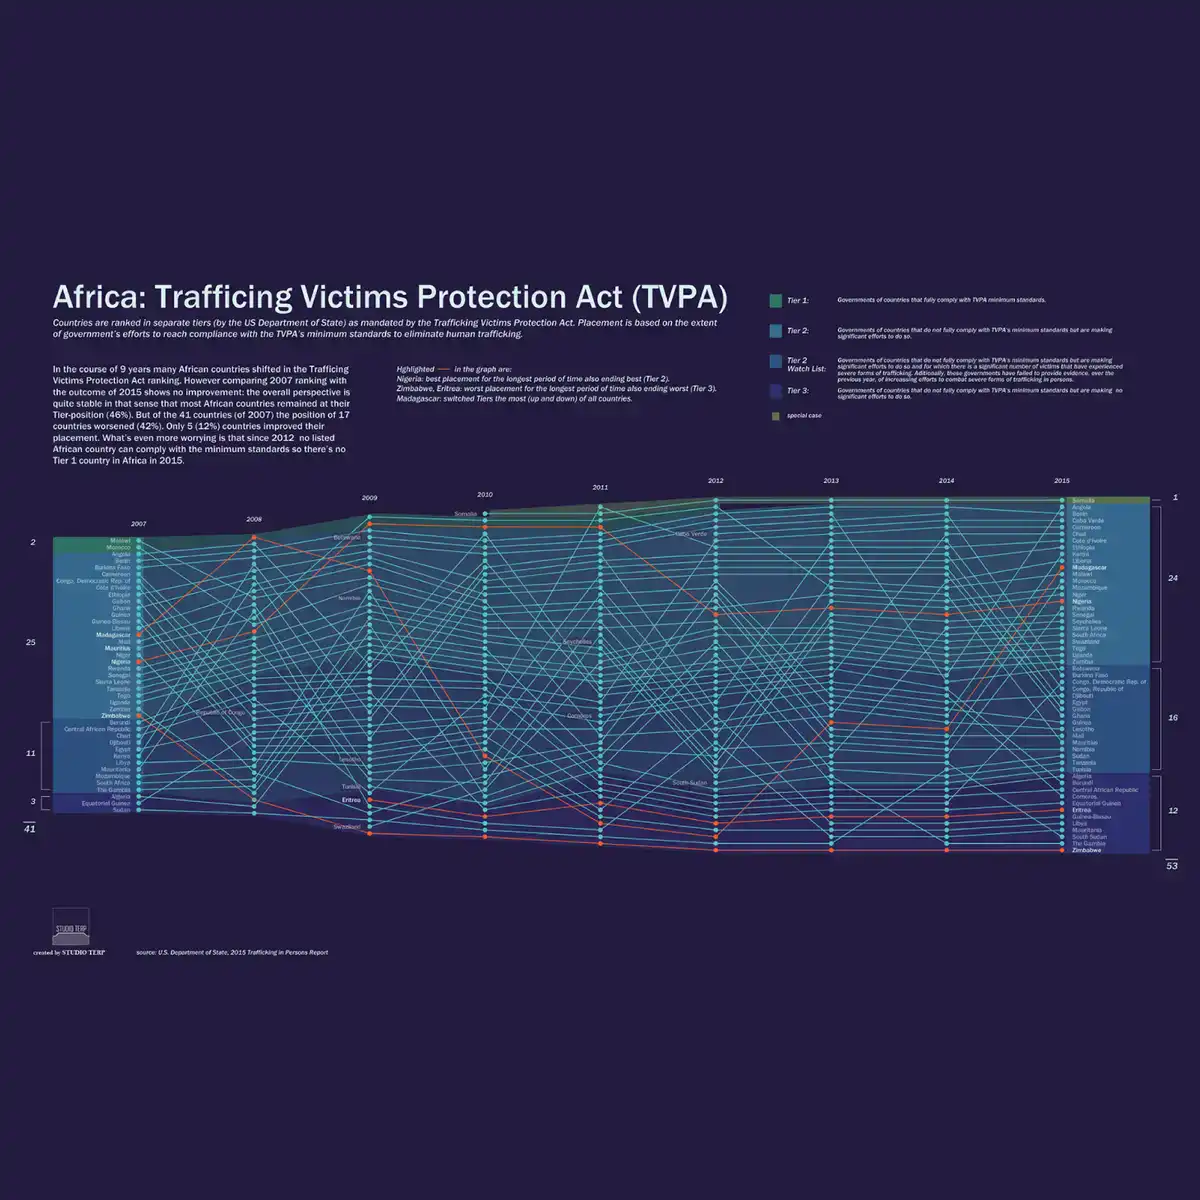 Africa: Trafficing Victims Protection Act (TVPA)
Countries are ranked in separate tiers (by the US Department of State) as mandated by the Trafficking Victims Protection Act. Placement is based on the extent
of government's efforts to reach compliance with the TVPA's minimum standards to eliminate human trafficking.
In the course of 9 years many African countries shifted in the Trafficing
Victims Protection Act ranking. However comparing 2007 ranking with
the outcome of 2015 shows no improvement: the overall perspective is
quite stable in that sense that most African countries remained at their
Tier-position (46%). But of the 41 countries (of 2007) the position of 17
countries worsened (42%). Only 5 (12%) countries improved their
placement. What's even more worrying is that since 2012 no listed
African country can comply with the minimum standards so there's no
Tier 1 country in Africa in 2015.
Hghlighted in the graph are:
Nigeria: best placement for the longest period of time also ending best (Tier 2).
Zimbabwe, Eritrea: worst placement for the longest period of time also ending worst (Tier 3).
Madagascar: switched Tiers the most (up and down) of all countries.
Tier 1:
Governments of countries that fully comply with TVPA minimum standards.
Tier 2:
Governments of countries that do not fully comply with TVPA's minimum standards but are making
significant efforts to do so.
Tier 2
Watch List:
Governments of countries that do not fully comply with TVPA's minimum standards but are making
significant efforts to do so and for which there is a significant number of victims that have experienced
severe forms of trafficking. Aditionally, those governments have failed to provide evidence, over the
previous year, of increasing efforts to combat severe forms of trafficking in persons.
Tier 3:
Governments of countries that do not fully comply with TVPA's minimum standards but are making no
significant efforts to do so.
special case
2007
2008
2009
2010
2011
2012
2013
2014
2015
2
25
11
3
41
Malawi
Morocco
Angola
Benin
Burkina Faso
Cameroon
Congo, Democratic Rep. of
Cote d'Ivoire
Ethiopia
Gabon
Ghana
Guinea
Guinea-Bissau
Liberia
Madagascar
Mali
Mauritius
Niger
Nigeria
Rwanda
Senegal
Sierra Leone
Tanzania
Togo
Uganda
Zambia
Zimbabwe
Burundi
Central African Republic
Chad
Djibouti
Egypt
Kenya
Libya
Mauritania
Mozambique
South Africa
The Gambia
Algeria
Equatorial Guinea
Sudan
Republic of Congo
Botswana
Namibia
Lesotho
Tunisia
Eritrea
Swaziland
Somalia
Seychelles
Comoros
Cabo Verde
South Sudan
Somalia
Angola
Benin
Cabo Verde
Cameroon
Chad
Cote d'Ivoire
Ethiopia
Kenya
Liberia
Madagascar
Malawi
Morocco
Mozambique
Niger
Nigeria
Rwanda
Senegal
Seychelles
Sierra Leone
South Africa
Swaziland
Togo
Uganda
Zambia
Botswana
Burkina Faso
Congo, Democratic Rep. of
Congo, Republic of
Djibouti
Egypt
Gabon
Ghana
Guinea
Lesotho
Mali
Mauritius
Namibia
Sudan
Tanzania
Tunisia
Algeria
Burundi
Central African Republic
Comoros
Equatorial Guinea
Eritrea
Guinea-Bissau
Libya
Mauritania
South Sudan
The Gambia
Zimbabwe
1
24
16
12
53
STUDIO TERP
created by STUDIO TERP
source: U.S. Department of State, 2015 Trafficking in Persons Report